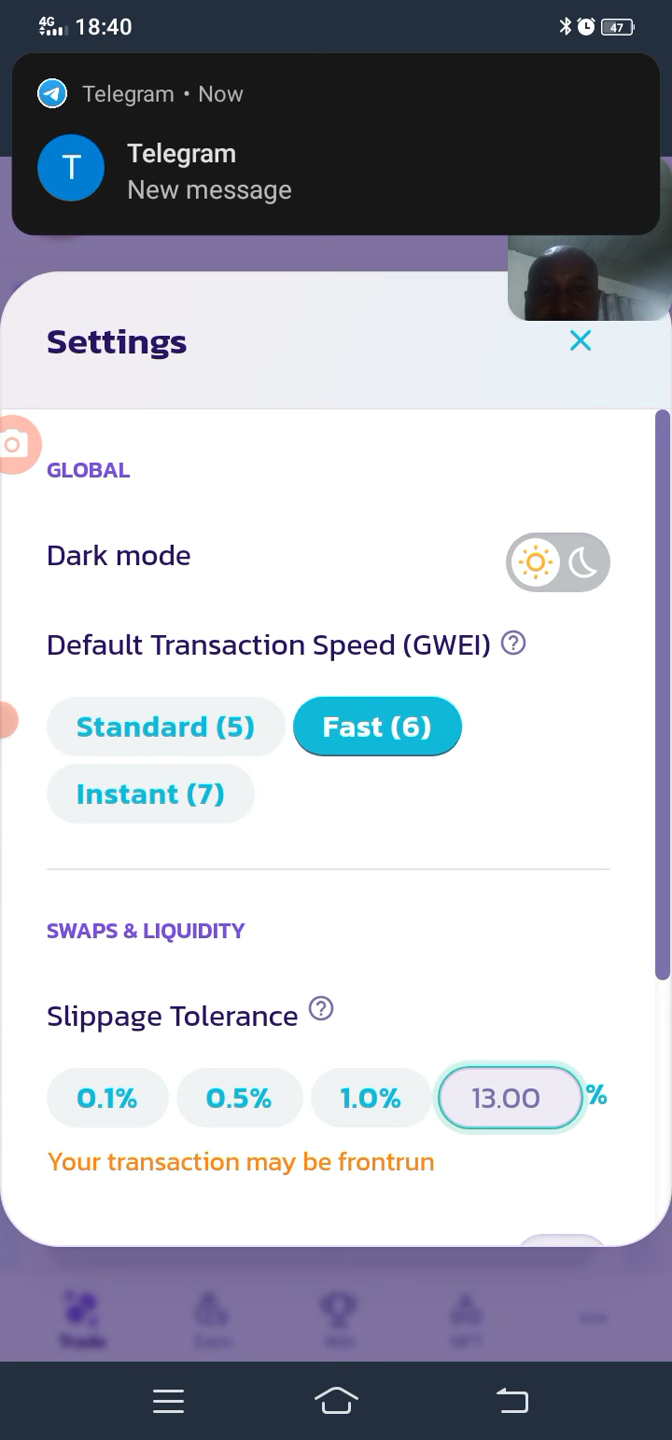 4G 18:40 47
Telegram • Now
T
Telegram
New message
Settings
GLOBAL
Dark mode
Default Transaction Speed (GWEI) ?
Standard (5) Fast (6)
Instant (7)
SWAPS & LIQUIDITY
Slippage Tolerance ?
0.1% 0.5% 1.0% 13.00 %
Your transaction may be frontrun
Trade